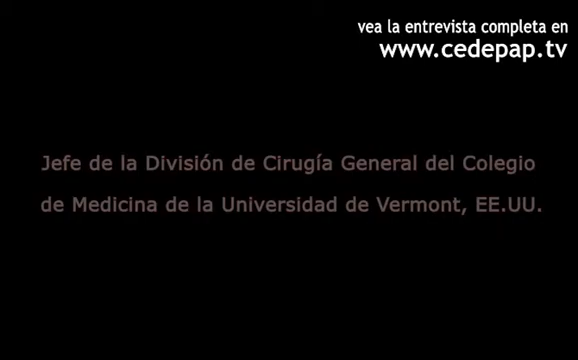 vea la entrevista completa en
www.cedepap.tv
Jefe de la División de Cirugía General del Colegio
de Medicina de la Universidad de Vermont, EE.UU.